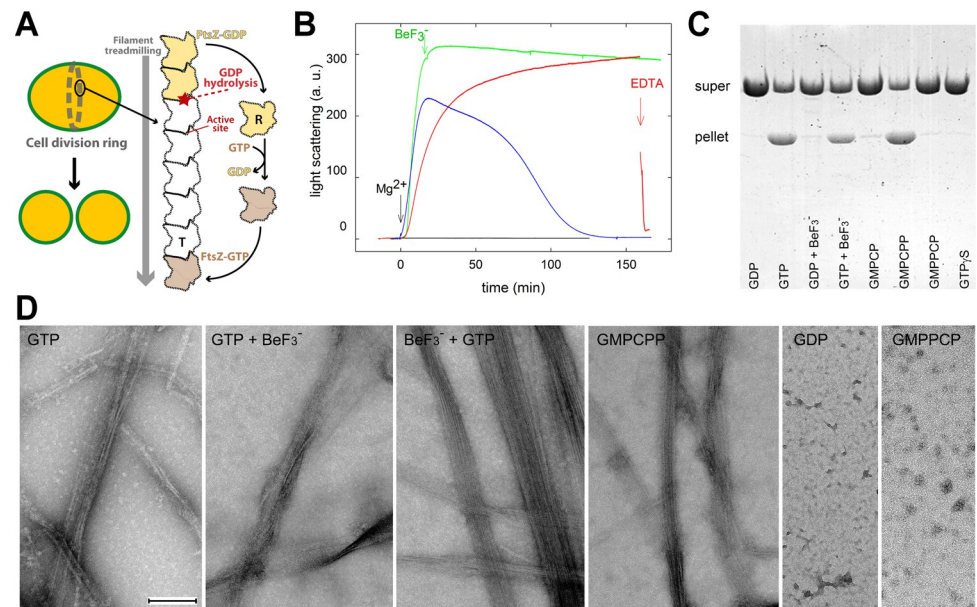 A
FtsZ-GDP
Filament
treadmilling
GDP
hydrolysis
R
Active
site
GTP
GDP
Cell division ring
T
FtsZ-GTP
B
BeF3-
300
200
100
0
light scattering (a. u.)
Mg2+
EDTA
0
50
100
150
time (min)
C
super
pellet
GDP
GTP
GDP + BeF3-
GTP + BeF3-
GMPCP
GMPCPP
GMPPCP
GTPγS
D
GTP
GTP + BeF3-
BeF3- + GTP
GMPCPP
GDP
GMPPCP